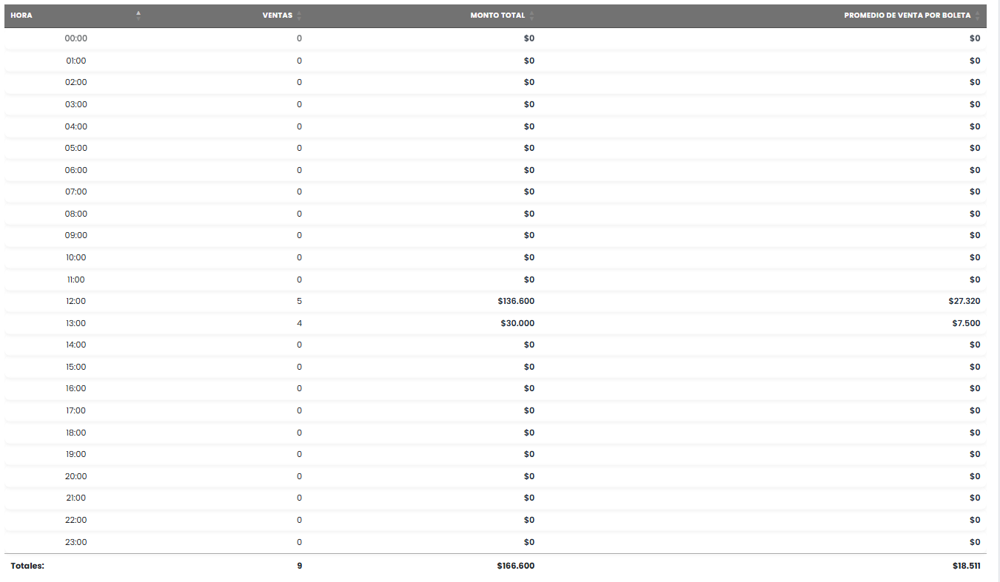 HORA VENTAS MONTO TOTAL PROMEDIO DE VENTA POR BOLETA
00:00 0 $0 $0
01:00 0 $0 $0
02:00 0 $0 $0
03:00 0 $0 $0
04:00 0 $0 $0
05:00 0 $0 $0
06:00 0 $0 $0
07:00 0 $0 $0
08:00 0 $0 $0
09:00 0 $0 $0
10:00 0 $0 $0
11:00 0 $0 $0
12:00 5 $136.600 $27.320
13:00 4 $30.000 $7.500
14:00 0 $0 $0
15:00 0 $0 $0
16:00 0 $0 $0
17:00 0 $0 $0
18:00 0 $0 $0
19:00 0 $0 $0
20:00 0 $0 $0
21:00 0 $0 $0
22:00 0 $0 $0
23:00 0 $0 $0
Totales: 9 $166.600 $18.511